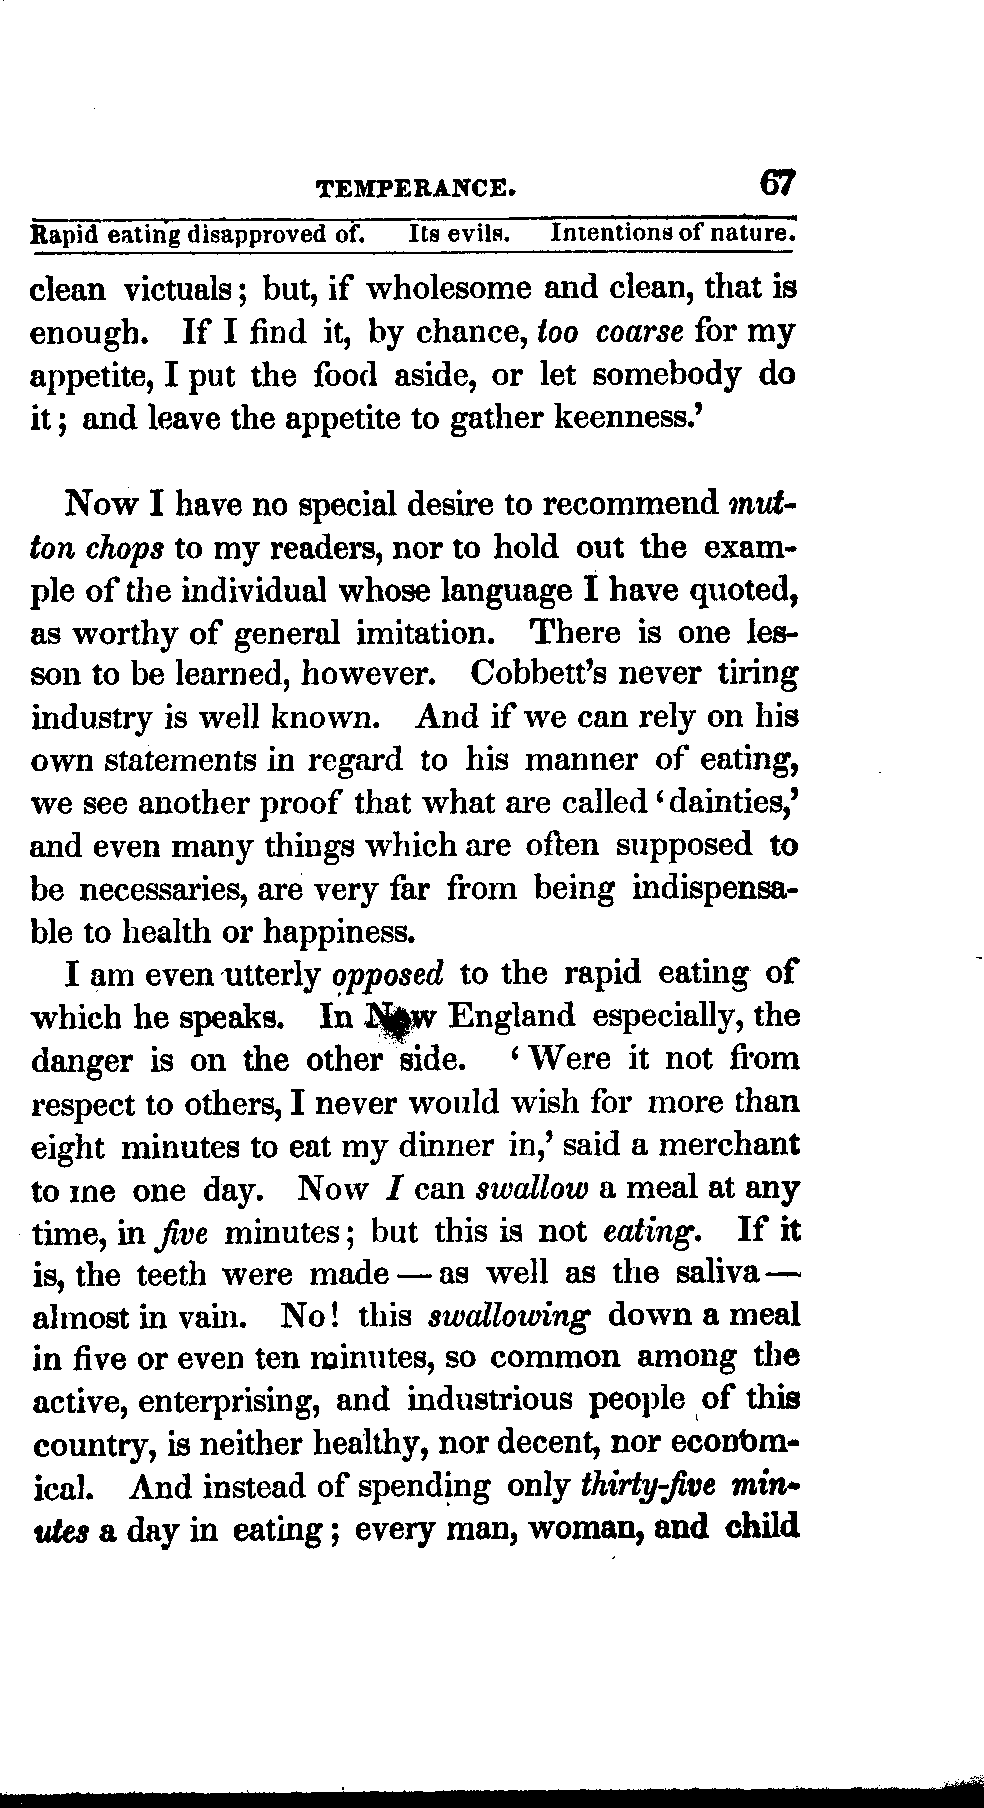 TEMPERANCE. 67
Rapid eating disapproved of. Its evils. Intentions of nature.
clean victuals; but, if wholesome and clean, that is
enough. If I find it, by chance, too coarse for my
appetite, I put the food aside, or let somebody do
it; and leave the appetite to gather keenness.’
Now I have no special desire to recommend mut-
ton chops to my readers, nor to hold out the exam-
ple of the individual whose language I have quoted,
as worthy of general imitation. There is one les-
son to be learned, however. Cobbett’s never tiring
industry is well known. And if we can rely on his
own statements in regard to his manner of eating,
we see another proof that what are called ‘dainties,’
and even many things which are often supposed to
be necessaries, are very far from being indispensa-
ble to health or happiness.
I am even utterly opposed to the rapid eating of
which he speaks. In New England especially, the
danger is on the other side. ‘Were it not from
respect to others, I never would wish for more than
eight minutes to eat my dinner in,’ said a merchant
to me one day. Now I can swallow a meal at any
time, in five minutes; but this is not eating. If it
is, the teeth were made — as well as the saliva —
almost in vain. No! this swallowing down a meal
in five or even ten minutes, so common among the
active, enterprising, and industrious people of this
country, is neither healthy, nor decent, nor econom-
ical. And instead of spending only thirty-five min-
utes a day in eating; every man, woman, and child